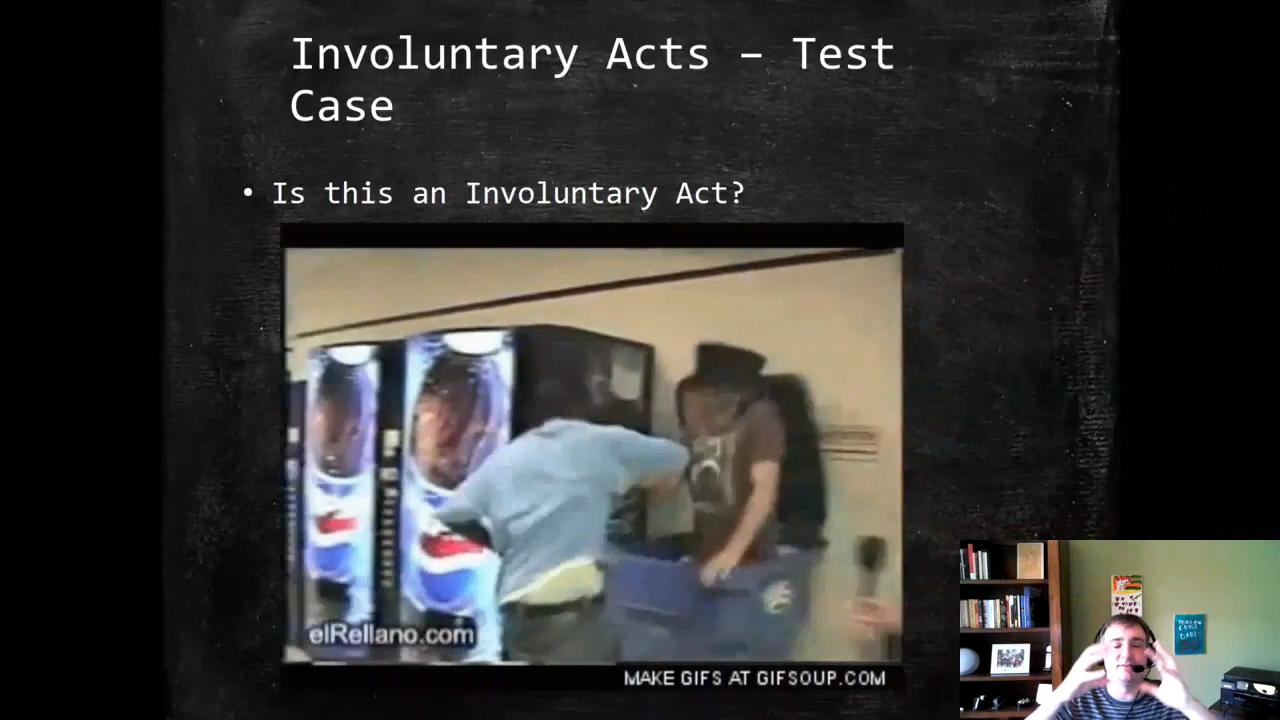 Involuntary Acts – Test
Case
• Is this an Involuntary Act?
elRellano.com
MAKE GIFS AT GIFSOUP.COM